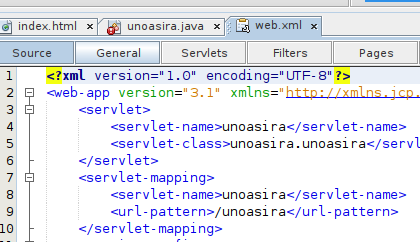 index.html unoasira.java web.xml
Source General Servlets Filters Pages
1 <?xml version="1.0" encoding="UTF-8"?>
2 <web-app version="3.1" xmlns="http://xmlns.jcp.
3 <servlet>
4 <servlet-name>unoasira</servlet-name>
5 <servlet-class>unoasira.unoasira</serv
6 </servlet>
7 <servlet-mapping>
8 <servlet-name>unoasira</servlet-name>
9 <url-pattern>/unoasira</url-pattern>
10 </servlet-mapping>